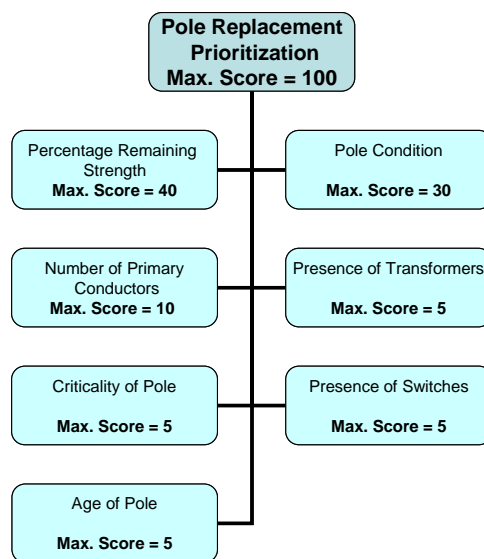 Pole Replacement
Prioritization
Max. Score = 100
Percentage Remaining
Strength
Max. Score = 40
Pole Condition
Max. Score = 30
Number of Primary
Conductors
Max. Score = 10
Presence of Transformers
Max. Score = 5
Criticality of Pole
Max. Score = 5
Presence of Switches
Max. Score = 5
Age of Pole
Max. Score = 5